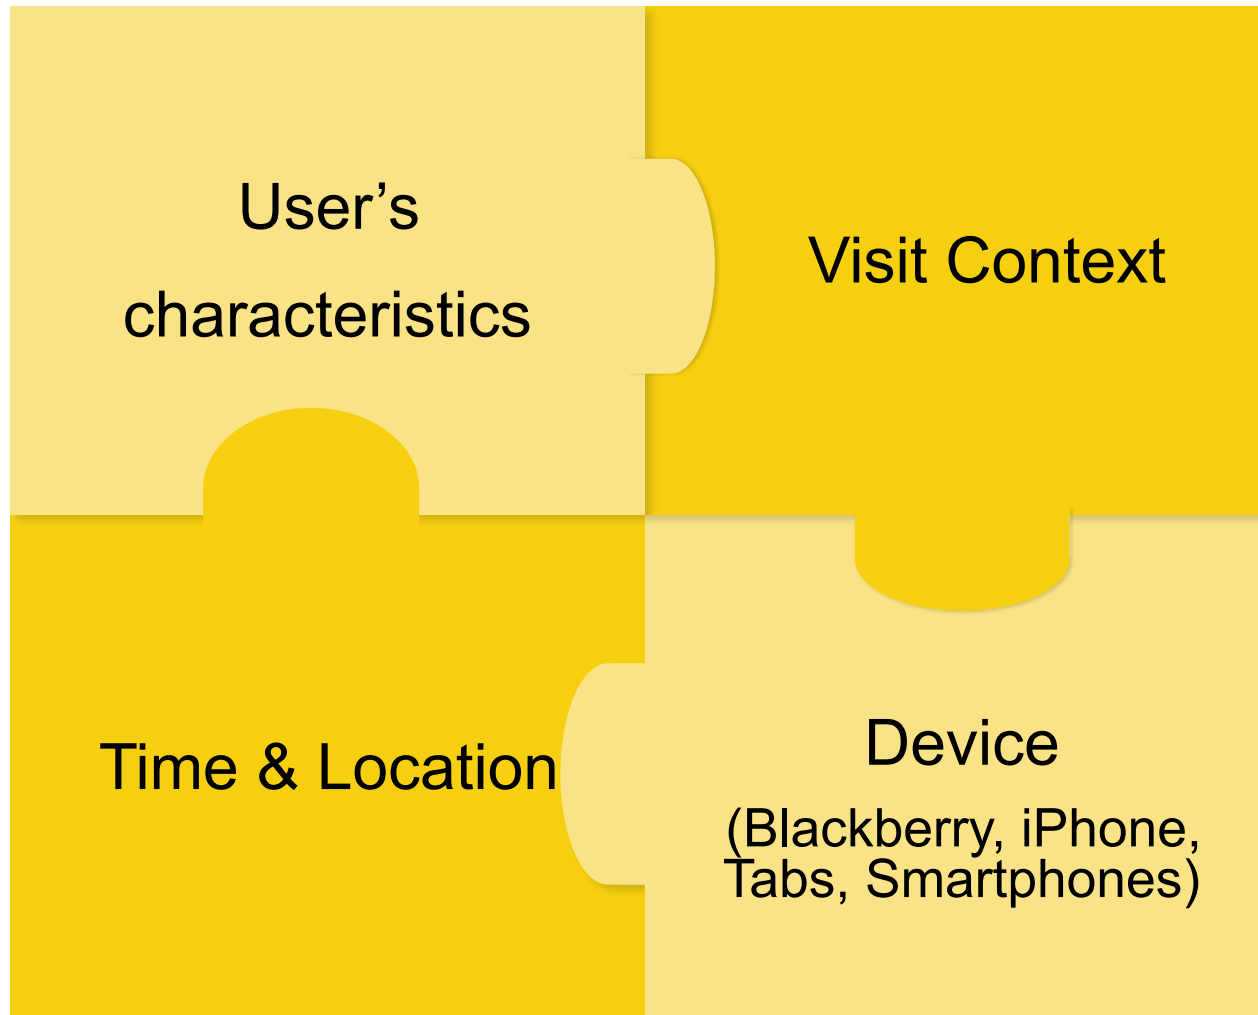 User’s
characteristics
Visit Context
Time & Location
Device
(Blackberry, iPhone,
Tabs, Smartphones)